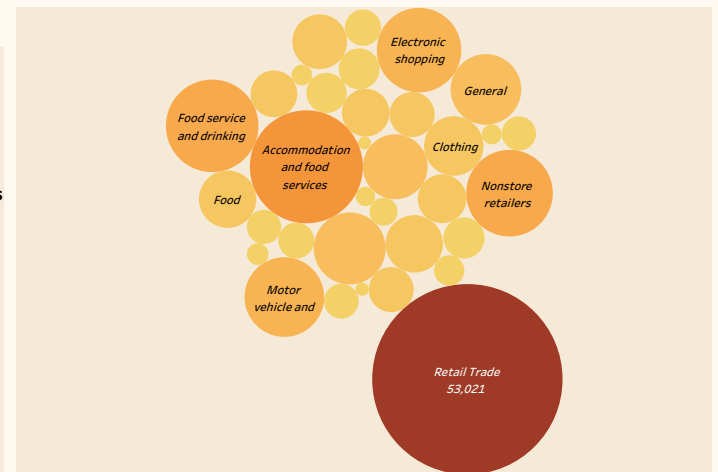 Electronic
shopping
General
Food service
and drinking
Accommodation
and food
services
Clothing
Nonstore
retailers
Food
Motor
vehicle and
Retail Trade
53,021
s